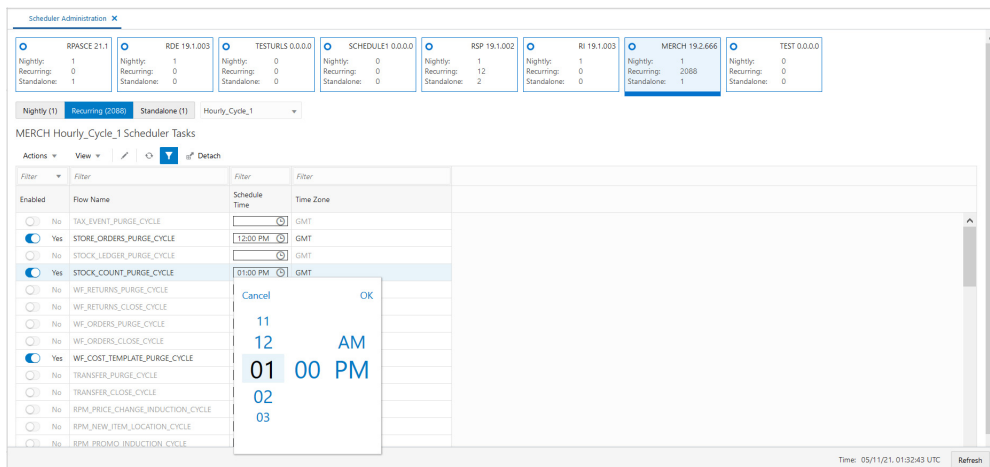 Scheduler Administration ✕
RPASCE 21.1
Nightly: 1
Recurring: 0
Standalone: 1
RDE 19.1.003
Nightly: 1
Recurring: 0
Standalone: 0
TESTURLS 0.0.0.0
Nightly: 0
Recurring: 0
Standalone: 0
SCHEDULE1 0.0.0.0
Nightly: 0
Recurring: 0
Standalone: 0
RSP 19.1.002
Nightly: 1
Recurring: 12
Standalone: 2
RI 19.1.003
Nightly: 1
Recurring: 0
Standalone: 0
MERCH 19.2.666
Nightly: 1
Recurring: 2088
Standalone: 1
TEST 0.0.0.0
Nightly: 0
Recurring: 0
Standalone: 0
Nightly (1) Recurring (2088) Standalone (1) Hourly_Cycle_1
MERCH Hourly_Cycle_1 Scheduler Tasks
Actions View Detach
Filter Filter Filter Filter
Enabled Flow Name Schedule Time Time Zone
No TAX_EVENT_PURGE_CYCLE GMT
Yes STORE_ORDERS_PURGE_CYCLE 12:00 PM GMT
No STOCK_LEDGER_PURGE_CYCLE GMT
Yes STOCK_COUNT_PURGE_CYCLE 01:00 PM GMT
No WF_RETURNS_PURGE_CYCLE
No WF_RETURNS_CLOSE_CYCLE
No WF_ORDERS_PURGE_CYCLE
No WF_ORDERS_CLOSE_CYCLE
Yes WF_COST_TEMPLATE_PURGE_CYCLE
No TRANSFER_PURGE_CYCLE
No TRANSFER_CLOSE_CYCLE
No RPM_PRICE_CHANGE_INDUCTION_CYCLE
No RPM_NEW_ITEM_LOCATION_CYCLE
No RPM_PROMO_INDUCTION_CYCLE
Cancel OK
11
12 AM
01 00 PM
02
03
Time: 05/11/21, 01:32:43 UTC Refresh